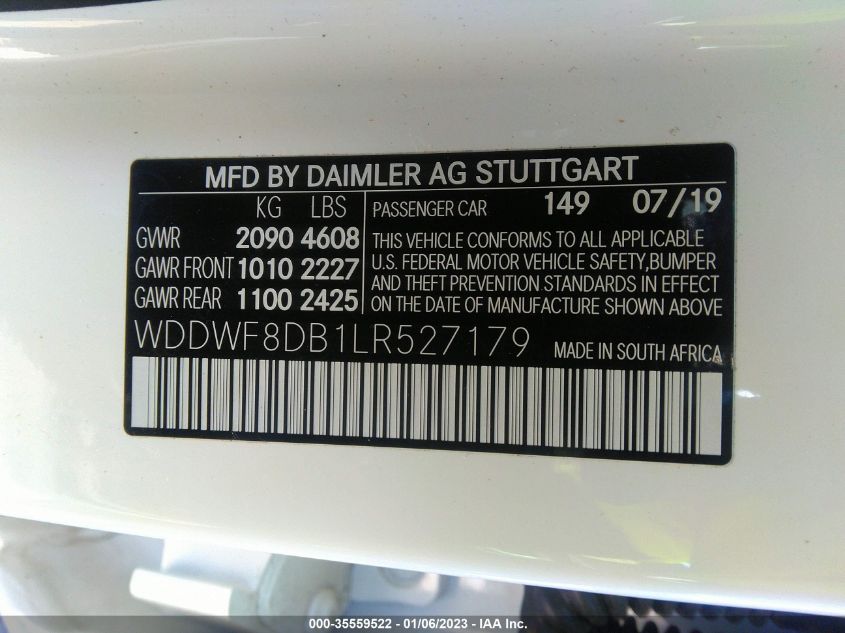 MFD BY DAIMLER AG STUTTGART
KG LBS
GVWR 2090 4608
GAWR FRONT 1010 2227
GAWR REAR 1100 2425
PASSENGER CAR 149 07/19
THIS VEHICLE CONFORMS TO ALL APPLICABLE
U.S. FEDERAL MOTOR VEHICLE SAFETY,BUMPER
AND THEFT PREVENTION STANDARDS IN EFFECT
ON THE DATE OF MANUFACTURE SHOWN ABOVE
WDDWF8DB1LR527179 MADE IN SOUTH AFRICA
000-35559522 - 01/06/2023 - IAA Inc.